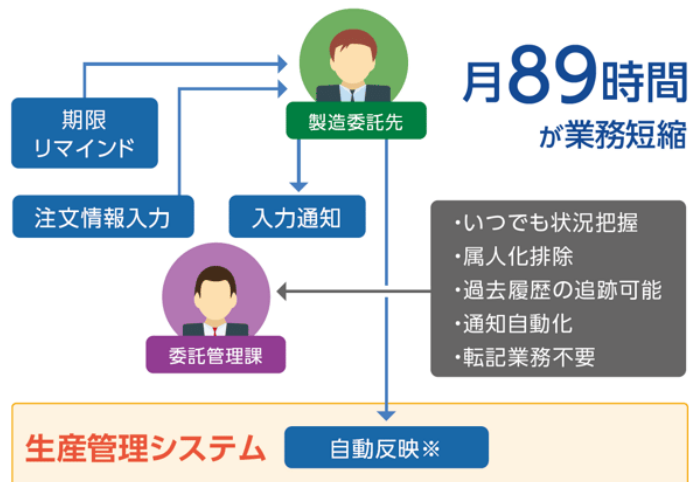 月89時間
が業務短縮
期限
リマインド
製造委託先
注文情報入力
入力通知
・いつでも状況把握
・属人化排除
・過去履歴の追跡可能
・通知自動化
・転記業務不要
委託管理課
生産管理システム
自動反映※